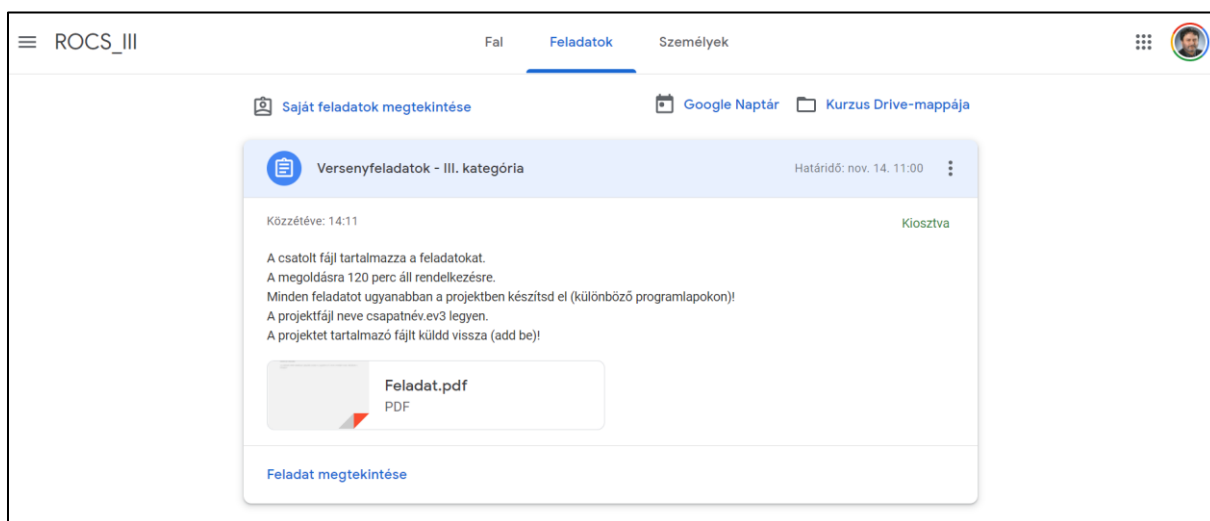 ROCS_III
Fal
Feladatok
Személyek
Saját feladatok megtekintése
Google Naptár
Kurzus Drive-mappája
Versenyfeladatok - III. kategória
Határidő: nov. 14. 11:00
Közzétéve: 14:11
Kiosztva
A csatolt fájl tartalmazza a feladatokat.
A megoldásra 120 perc áll rendelkezésre.
Minden feladatot ugyanabban a projektben készítsd el (különböző programlapokon)!
A projektfájl neve csapatnév.ev3 legyen.
A projektet tartalmazó fájlt küldd vissza (add be)!
Feladat.pdf
PDF
Feladat megtekintése